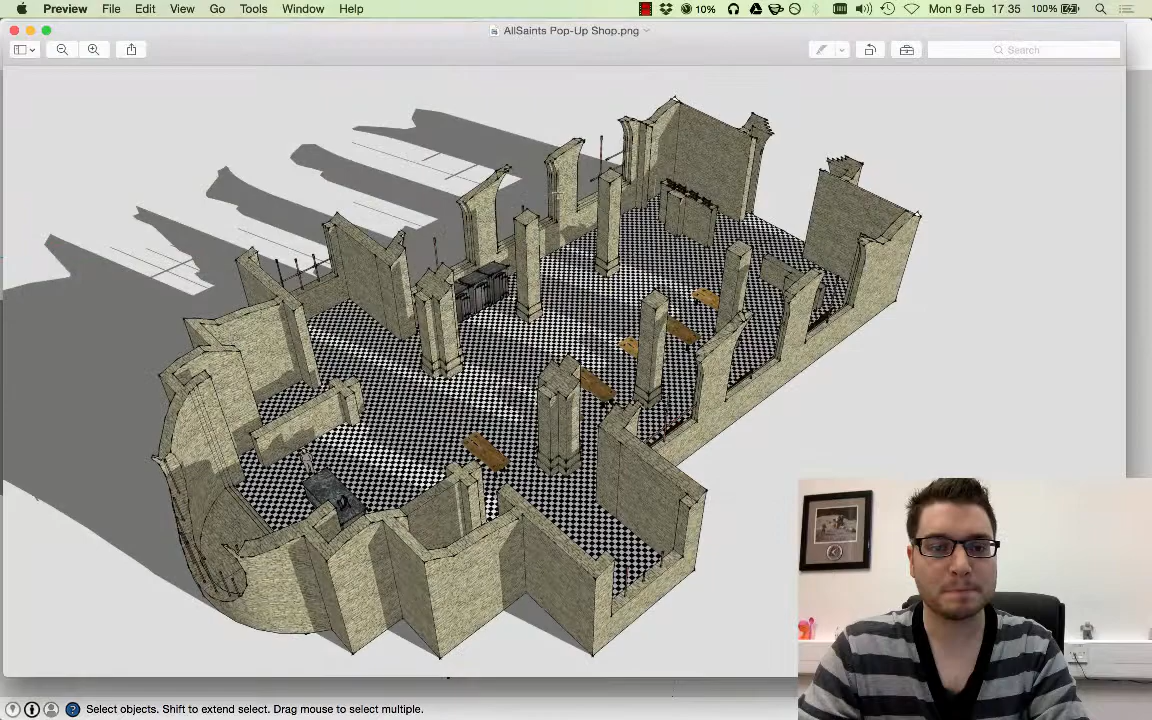 Preview File Edit View Go Tools Window Help 10% Mon 9 Feb 17 35 100%
AllSaints Pop-Up Shop.png
Search
Select objects. Shift to extend select. Drag mouse to select multiple.